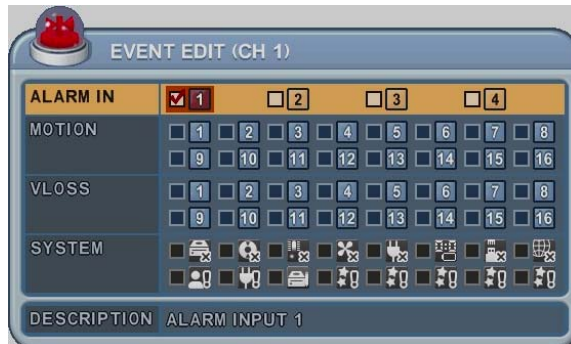 EVENT EDIT (CH 1)
ALARM IN 1 2 3 4
MOTION 1 2 3 4 5 6 7 8
9 10 11 12 13 14 15 16
VLOSS 1 2 3 4 5 6 7 8
9 10 11 12 13 14 15 16
SYSTEM
DESCRIPTION ALARM INPUT 1